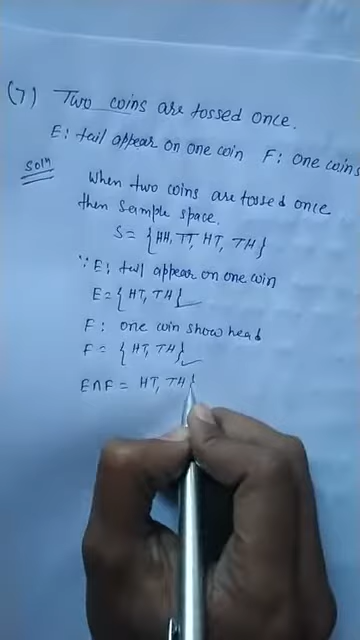 (7) Two coins are tossed once.
E: tail appear on one coin F: one coins
Soln
When two coins are tossed once
then sample space.
S = {HH, TT, HT, TH}
∵ E: tail appear on one coin
E = {HT, TH}
F: one coin show head
F = {HT, TH}
E∩F = HT, TH}